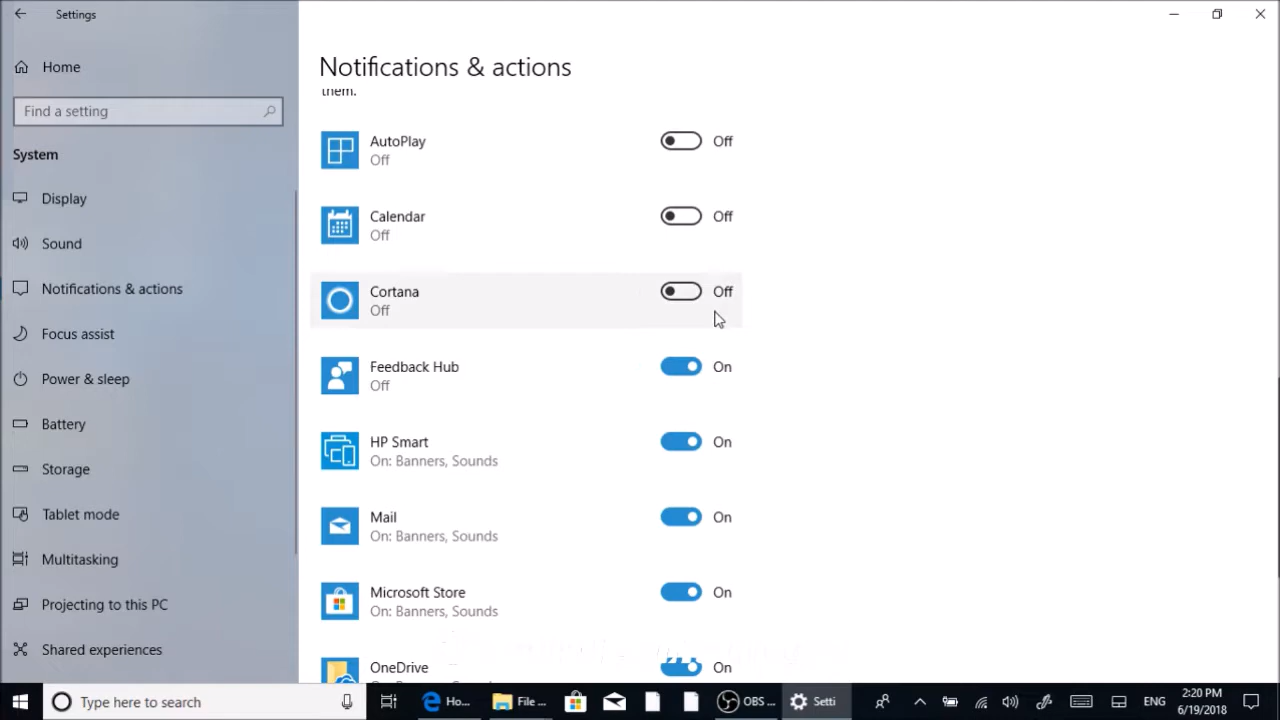 Settings
Home
Find a setting
System
Display
Sound
Notifications & actions
Focus assist
Power & sleep
Battery
Storage
Tablet mode
Multitasking
Projecting to this PC
Shared experiences
Notifications & actions
them.
AutoPlay
Off
Off
Calendar
Off
Off
Cortana
Off
Off
Feedback Hub
On
Off
HP Smart
On
On: Banners, Sounds
Mail
On
On: Banners, Sounds
Microsoft Store
On
On: Banners, Sounds
OneDrive
On
Type here to search
Ho...
File ...
OBS ...
Setti
ENG
2:20 PM
6/19/2018